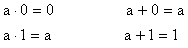 a · 0 = 0 a + 0 = a
a · 1 = a a + 1 = 1